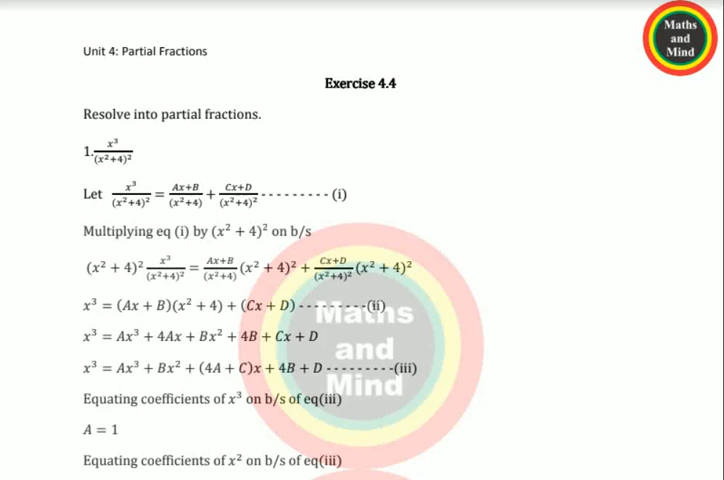 Maths
and
Mind
Unit 4: Partial Fractions
Exercise 4.4
Resolve into partial fractions.
1. x³/(x²+4)²
Let x³/(x²+4)² = Ax+B/(x²+4) + Cx+D/(x²+4)² --------- (i)
Multiplying eq (i) by (x² + 4)² on b/s
(x² + 4)² x³/(x²+4)² = Ax+B/(x²+4) (x² + 4)² + Cx+D/(x²+4)² (x² + 4)²
x³ = (Ax + B)(x² + 4) + (Cx + D) ---------(ii)
x³ = Ax³ + 4Ax + Bx² + 4B + Cx + D
x³ = Ax³ + Bx² + (4A + C)x + 4B + D ---------(iii)
Equating coefficients of x³ on b/s of eq(iii)
A = 1
Equating coefficients of x² on b/s of eq(iii)
Maths
and
Mind